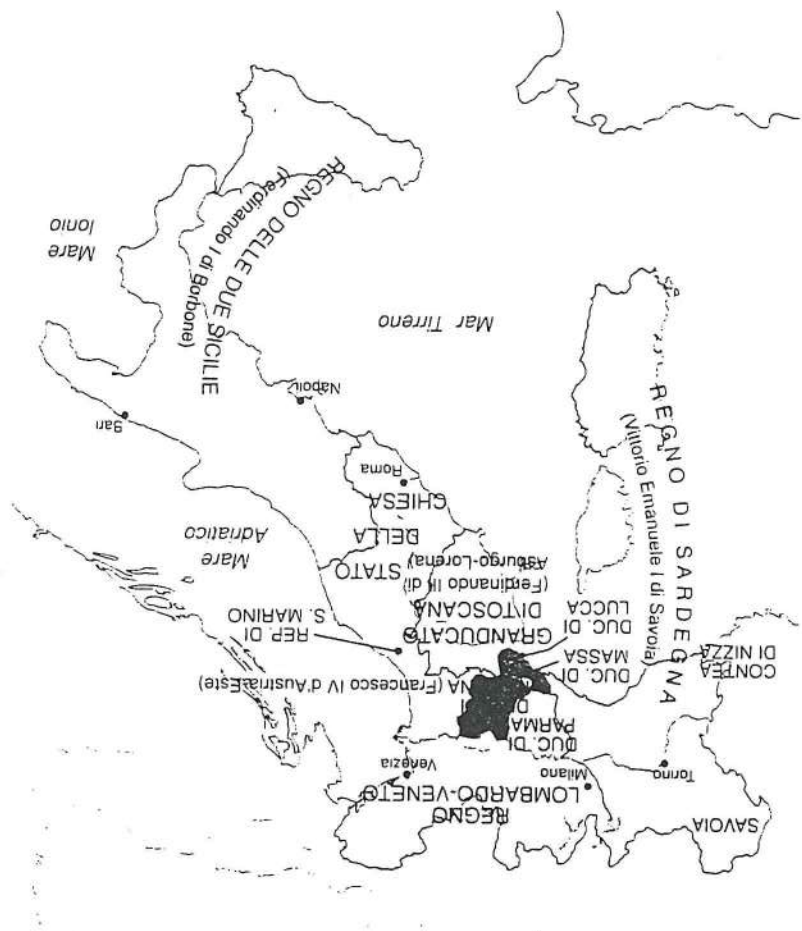 SAVOIA
REGNO
LOMBARDO-VENETO
Torino
Milano
Venezia
DUC. DI
PARMA
CONTEA
DI NIZZA
(Francesco IV d'Austria-Este)
DUC. DI
MASSA
DUC. DI
LUCCA
REP. DI
S. MARINO
GRANDUCATO
DI TOSCANA
(Ferdinando III di
Asburgo-Lorena)
REGNO DI SARDEGNA
(Vittorio Emanuele I di Savoia)
STATO
DELLA
CHIESA
Roma
Mare
Adriatico
Bari
Napoli
Mar Tirreno
REGNO DELLE DUE SICILIE
(Ferdinando I di Borbone)
Mare
Ionio